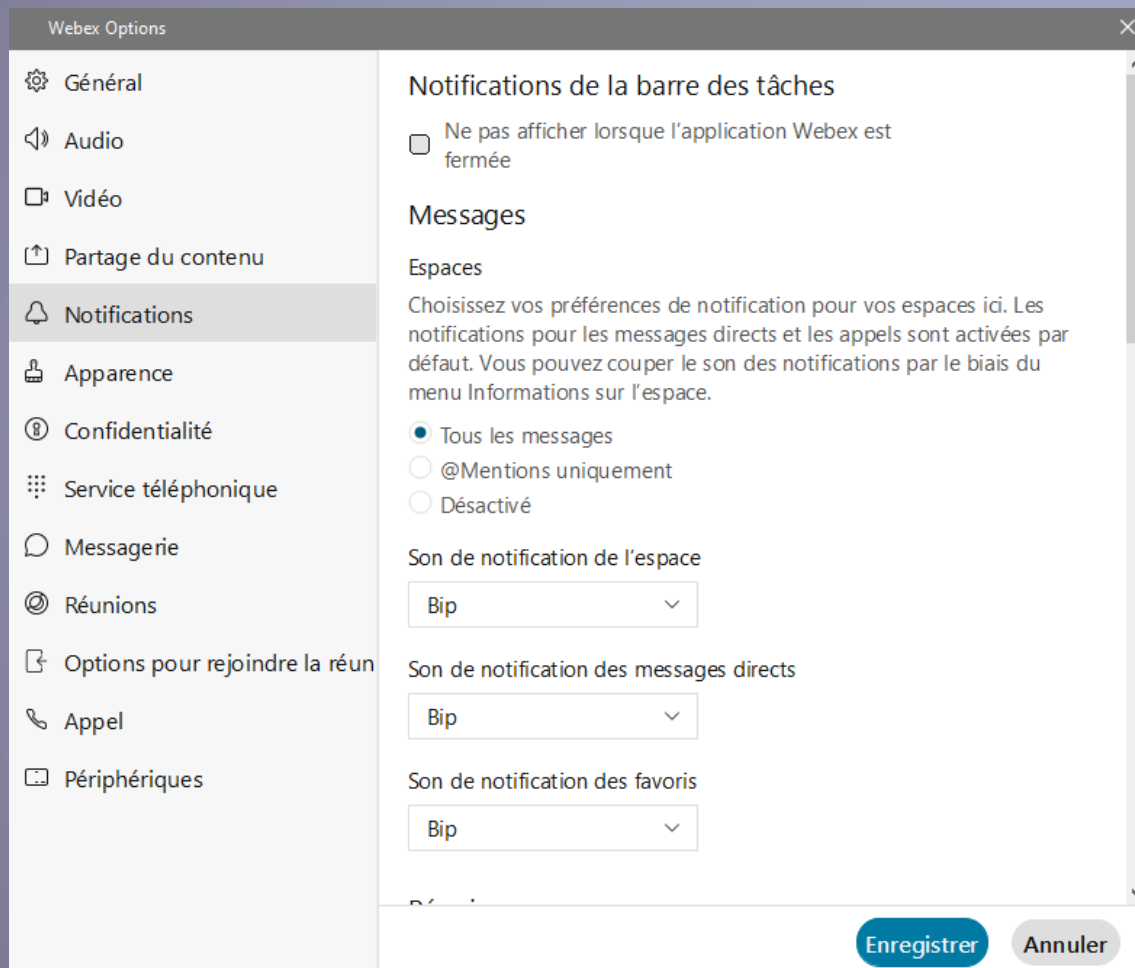 Webex Options
Général
Audio
Vidéo
Partage du contenu
Notifications
Apparence
Confidentialité
Service téléphonique
Messagerie
Réunions
Options pour rejoindre la réun
Appel
Périphériques
Notifications de la barre des tâches
Ne pas afficher lorsque l’application Webex est
fermée
Messages
Espaces
Choisissez vos préférences de notification pour vos espaces ici. Les
notifications pour les messages directs et les appels sont activées par
défaut. Vous pouvez couper le son des notifications par le biais du
menu Informations sur l’espace.
Tous les messages
@Mentions uniquement
Désactivé
Son de notification de l’espace
Bip
Son de notification des messages directs
Bip
Son de notification des favoris
Bip
Enregistrer
Annuler